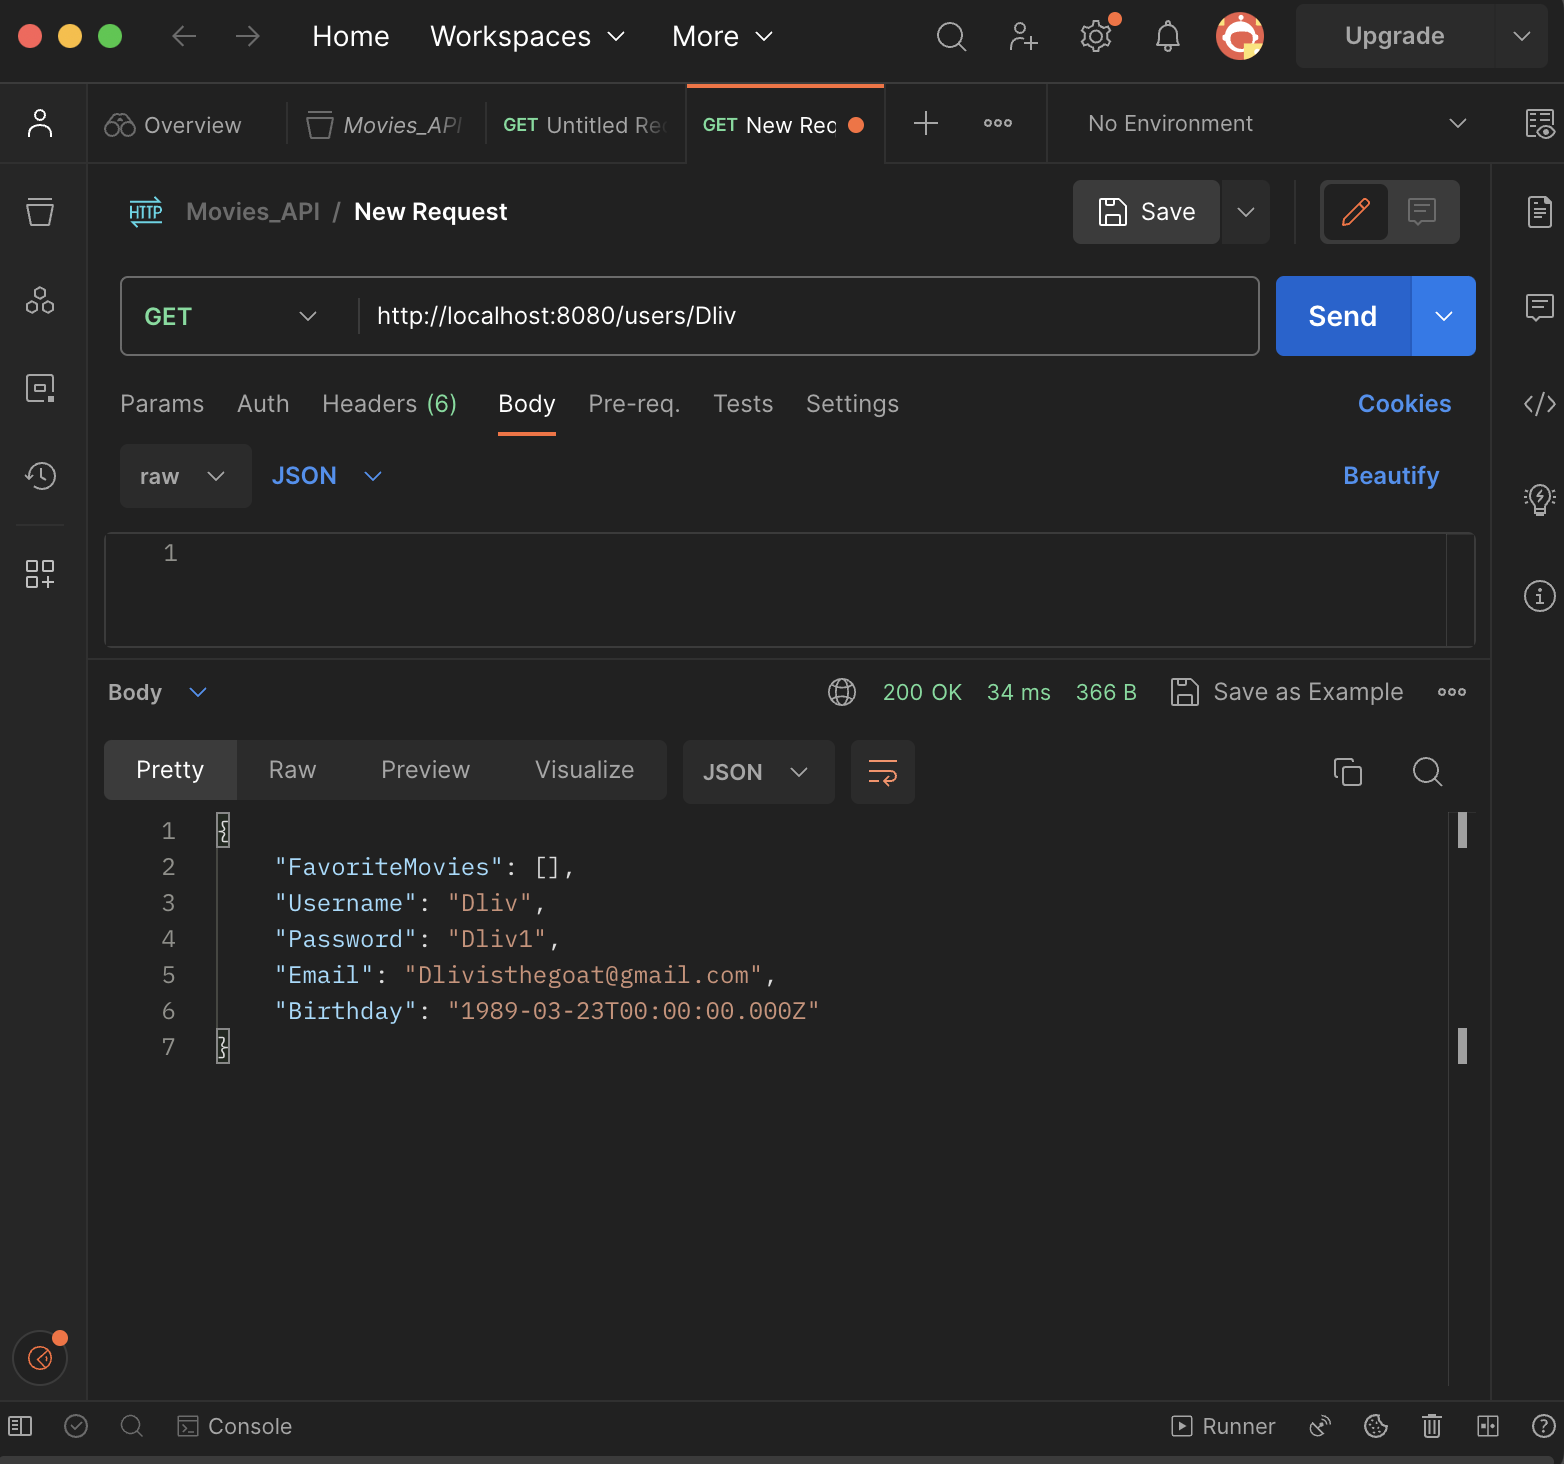 Home Workspaces More Upgrade
Overview Movies_API GET Untitled Re GET New Req No Environment
HTTP Movies_API / New Request Save
GET http://localhost:8080/users/Dliv Send
Params Auth Headers (6) Body Pre-req. Tests Settings Cookies
raw JSON Beautify
1
Body 200 OK 34 ms 366 B Save as Example
Pretty Raw Preview Visualize JSON
1 {
2 "FavoriteMovies": [],
3 "Username": "Dliv",
4 "Password": "Dliv1",
5 "Email": "Dlivisthegoat@gmail.com",
6 "Birthday": "1989-03-23T00:00:00.000Z"
7 }
Console Runner